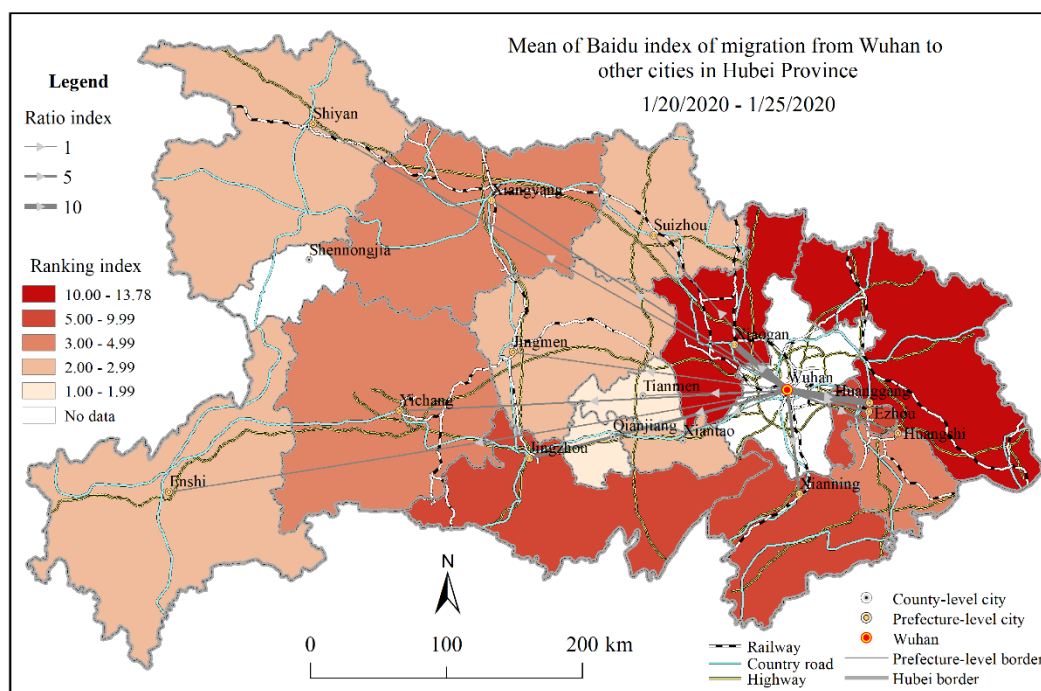 Mean of Baidu index of migration from Wuhan to
other cities in Hubei Province
1/20/2020 - 1/25/2020
Legend
Ratio index
1
5
10
Ranking index
10.00 - 13.78
5.00 - 9.99
3.00 - 4.99
2.00 - 2.99
1.00 - 1.99
No data
Shiyan
Xiangyang
Suizhou
Shennongjia
Xiaogan
Jingmen
Wuhan
Tianmen
Huanggang
Yichang
Ezhou
Qianjiang
Xiantao
Huangshi
Jingzhou
Enshi
Xianning
N
0
100
200 km
County-level city
Prefecture-level city
Wuhan
Railway
Country road
Highway
Prefecture-level border
Hubei border